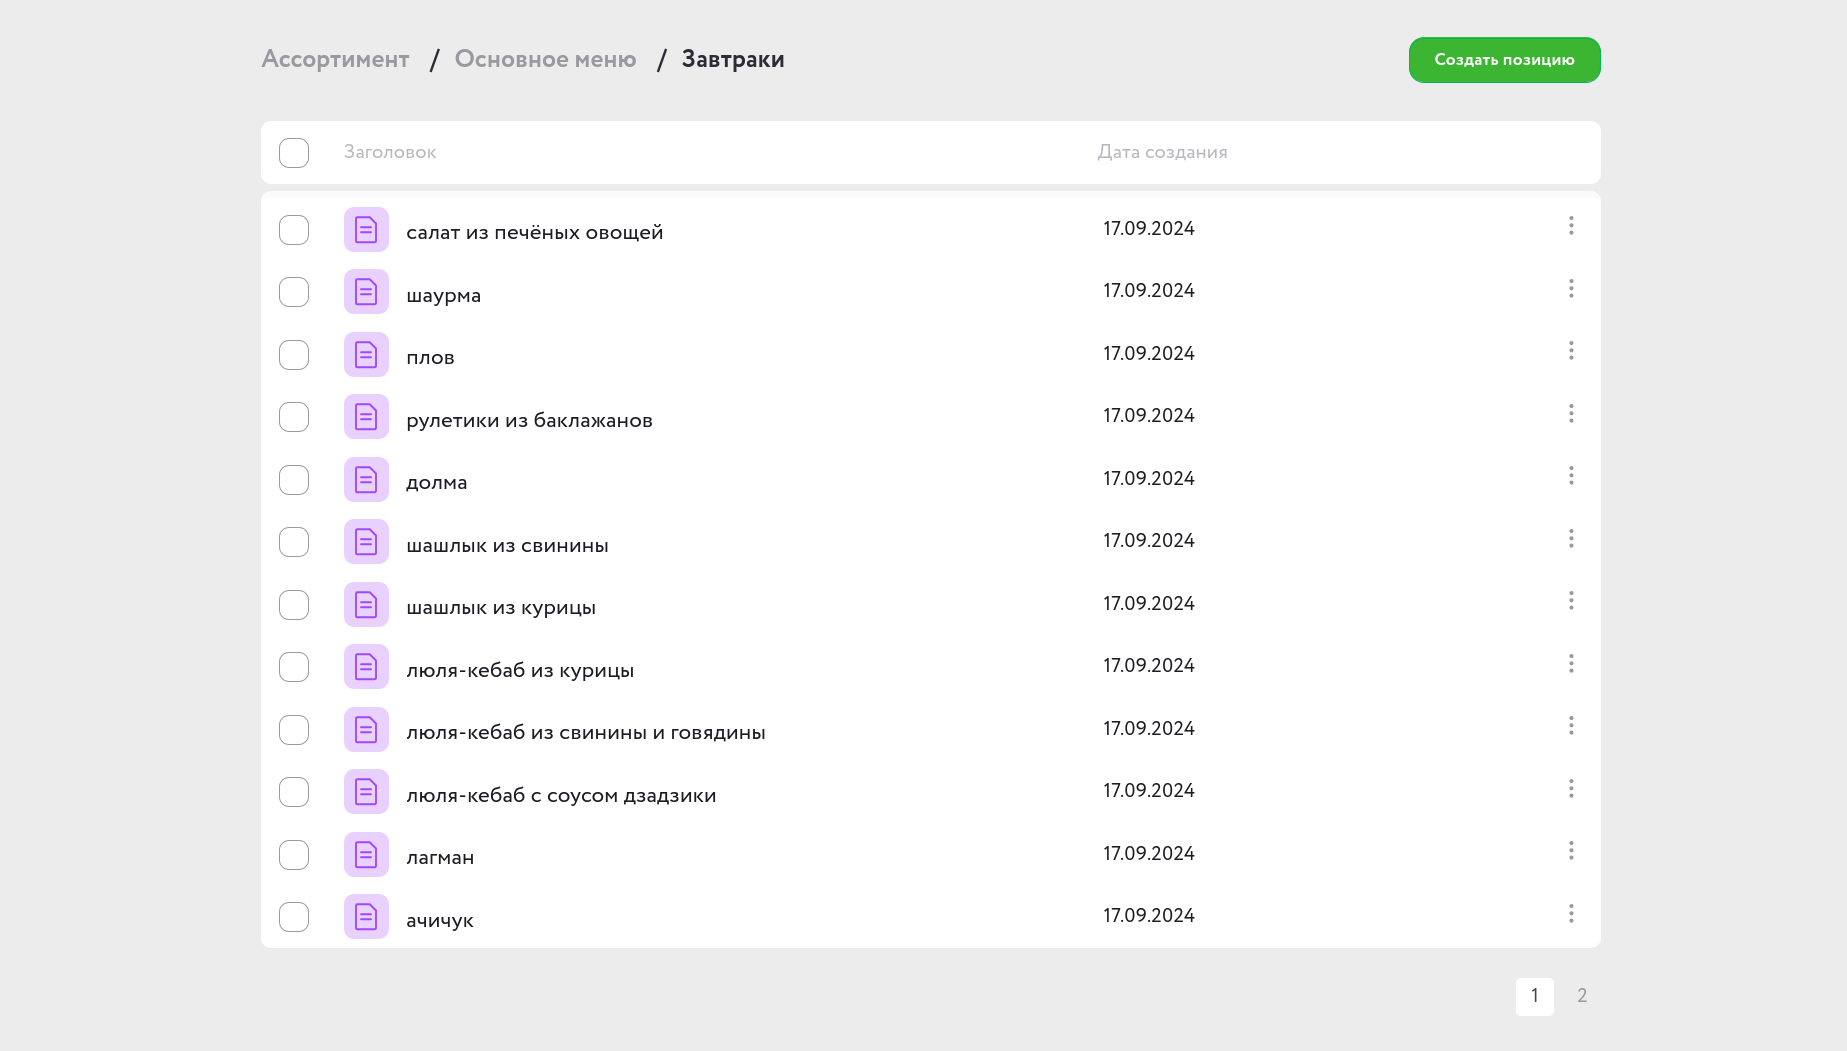 Ассортимент / Основное меню / Завтраки
Создать позицию
Заголовок Дата создания
салат из печёных овощей 17.09.2024
шаурма 17.09.2024
плов 17.09.2024
рулетики из баклажанов 17.09.2024
долма 17.09.2024
шашлык из свинины 17.09.2024
шашлык из курицы 17.09.2024
люля-кебаб из курицы 17.09.2024
люля-кебаб из свинины и говядины 17.09.2024
люля-кебаб с соусом дзадзики 17.09.2024
лагман 17.09.2024
ачичук 17.09.2024
1 2